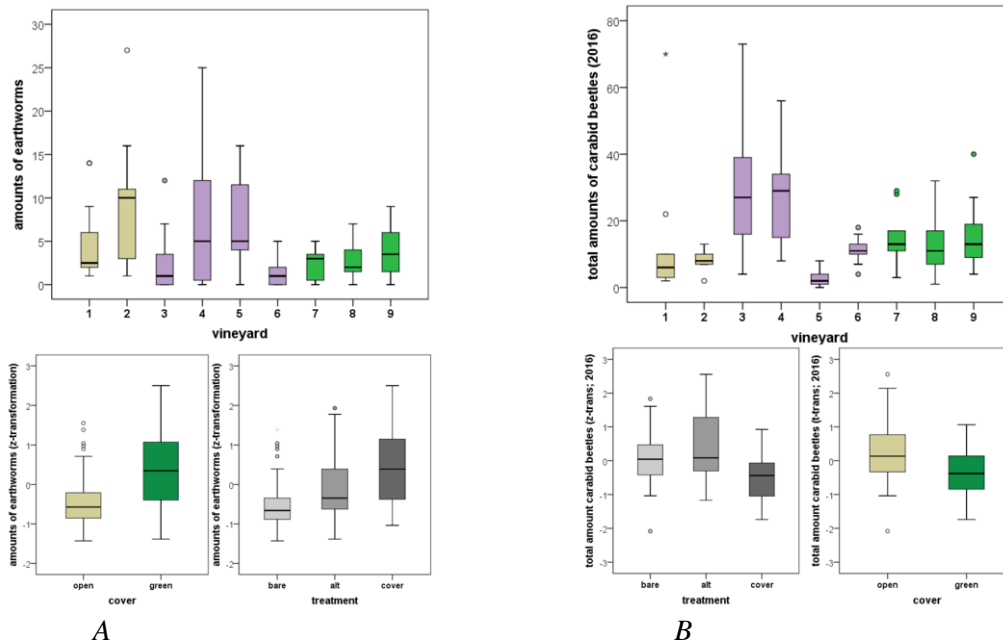 amounts of earthworms
30
25
20
15
10
5
0
1 2 3 4 5 6 7 8 9
vineyard
total amounts of carabid beetles (2016)
80
60
40
20
0
1 2 3 4 5 6 7 8 9
vineyard
amounts of earthworms (z-transformation)
3
2
1
0
-1
-2
open green
cover
amounts of earthworms (z-transformation)
3
2
1
0
-1
-2
bare alt cover
treatment
total amount carabid beetles (z-trans; 2016)
3
2
1
0
-1
-2
-3
bare alt cover
treatment
total amount carabid beetles (t-trans; 2016)
3
2
1
0
-1
-2
-3
open green
cover
A
B